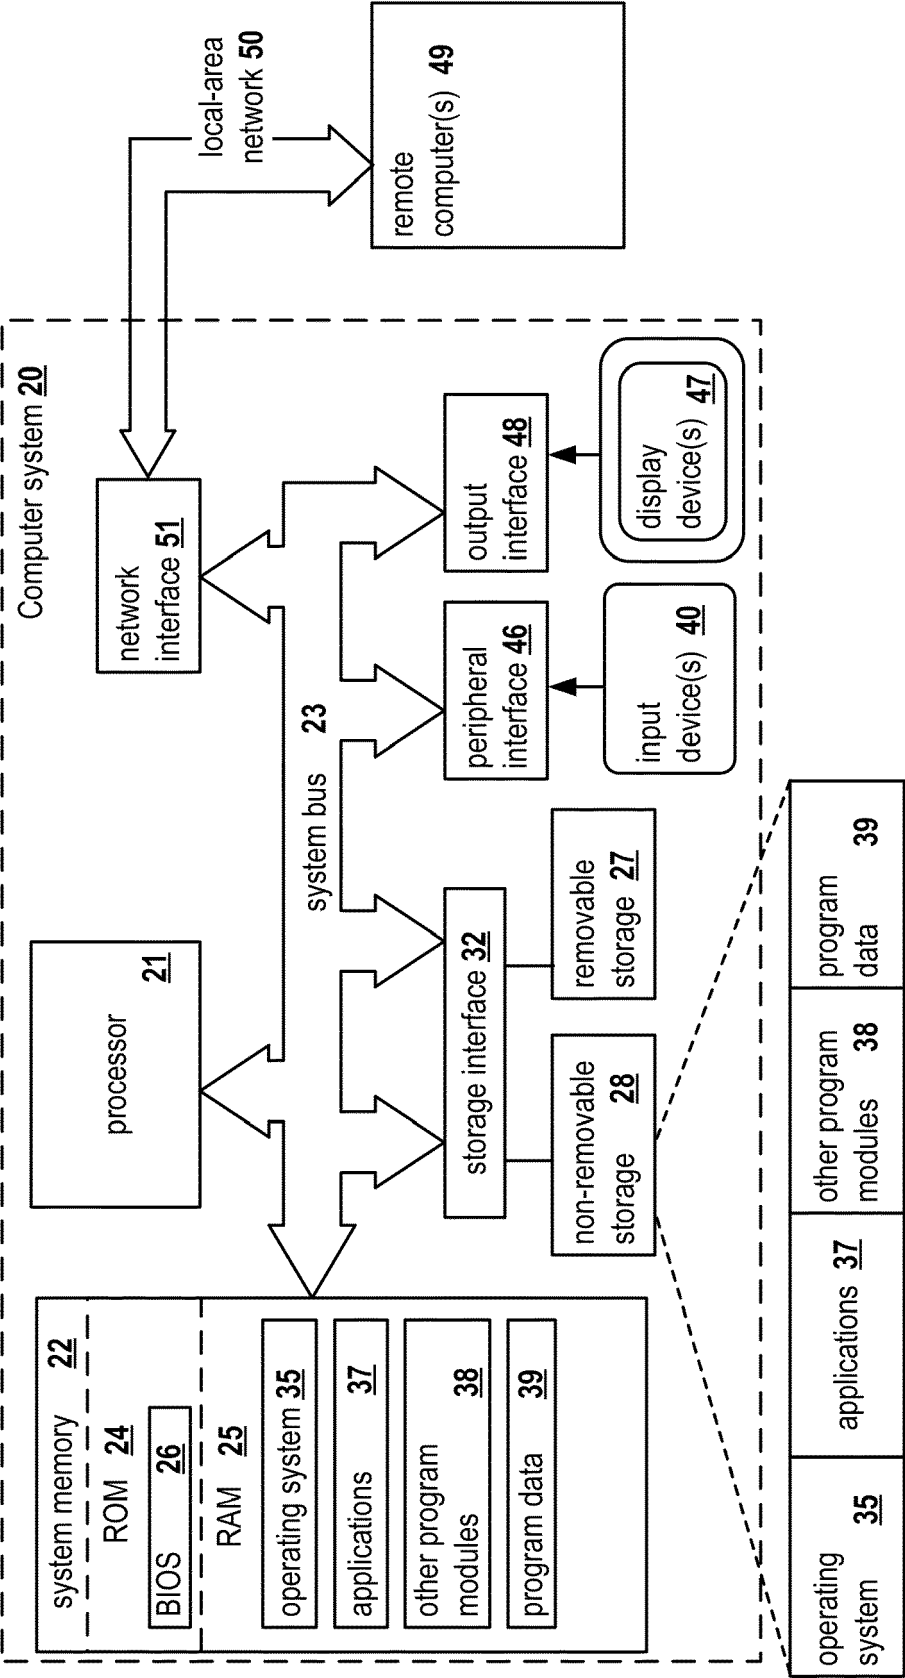 Computer system 20
system memory 22
ROM 24
BIOS 26
RAM 25
operating system 35
applications 37
other program
modules 38
program data 39
processor 21
network
interface 51
local-area
network 50
remote
computer(s) 49
system bus 23
storage interface 32
peripheral
interface 46
output
interface 48
non-removable
storage 28
removable
storage 27
input
device(s) 40
display
device(s) 47
operating
system 35
applications 37
other program
modules 38
program
data 39